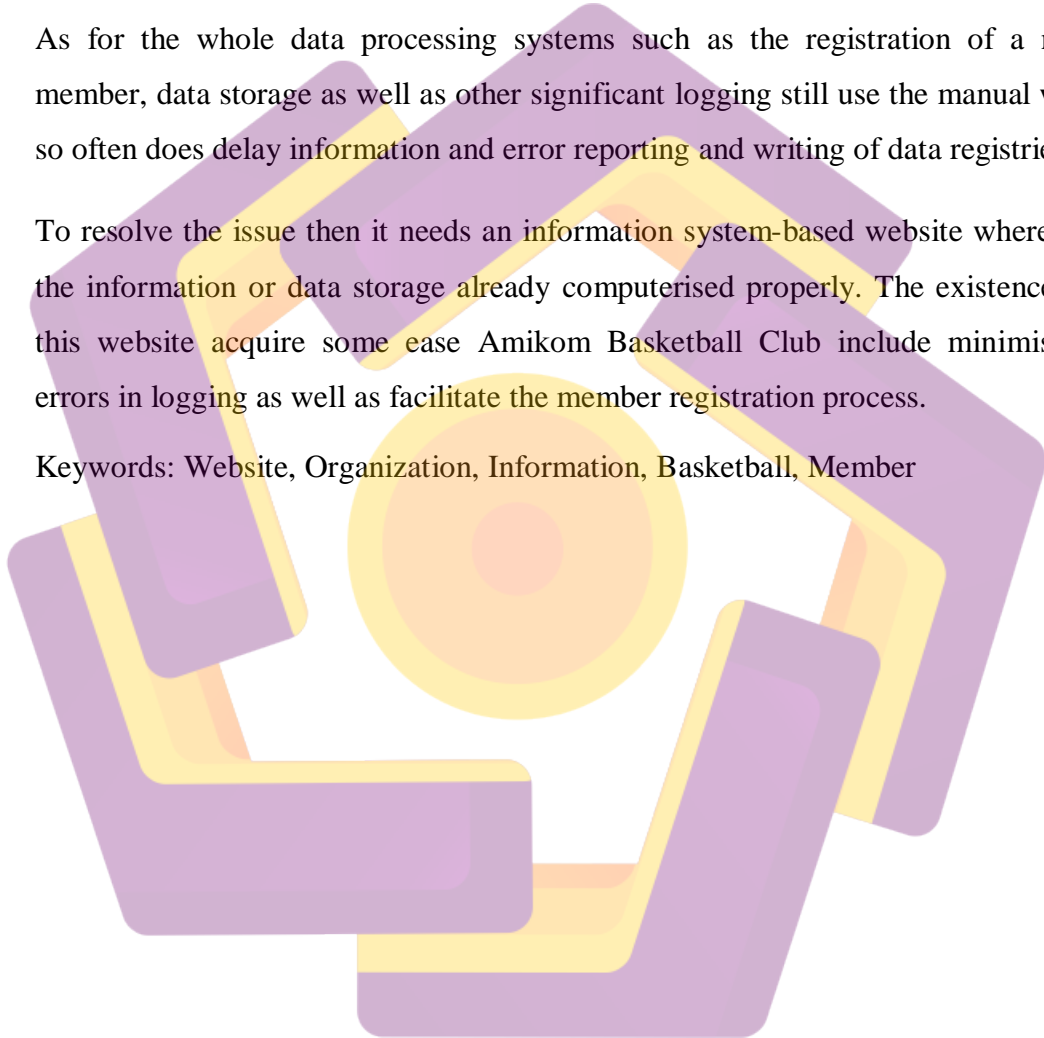 As for the whole data processing systems such as the registration of a
member, data storage as well as other significant logging still use the manual
so often does delay information and error reporting and writing of data
To resolve the issue then it needs an information system-based website where
the information or data storage already computerised properly. The existence
this website acquire some ease Amikom Basketball Club include
errors in logging as well as facilitate the member registration process.
Keywords: Website, Organization, Information, Basketball, Member